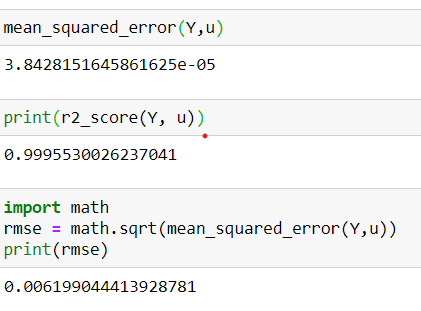 mean_squared_error(Y,u)
3.8428151645861625e-05
print(r2_score(Y, u))
0.9995530026237041
import math
rmse = math.sqrt(mean_squared_error(Y,u))
print(rmse)
0.006199044413928781